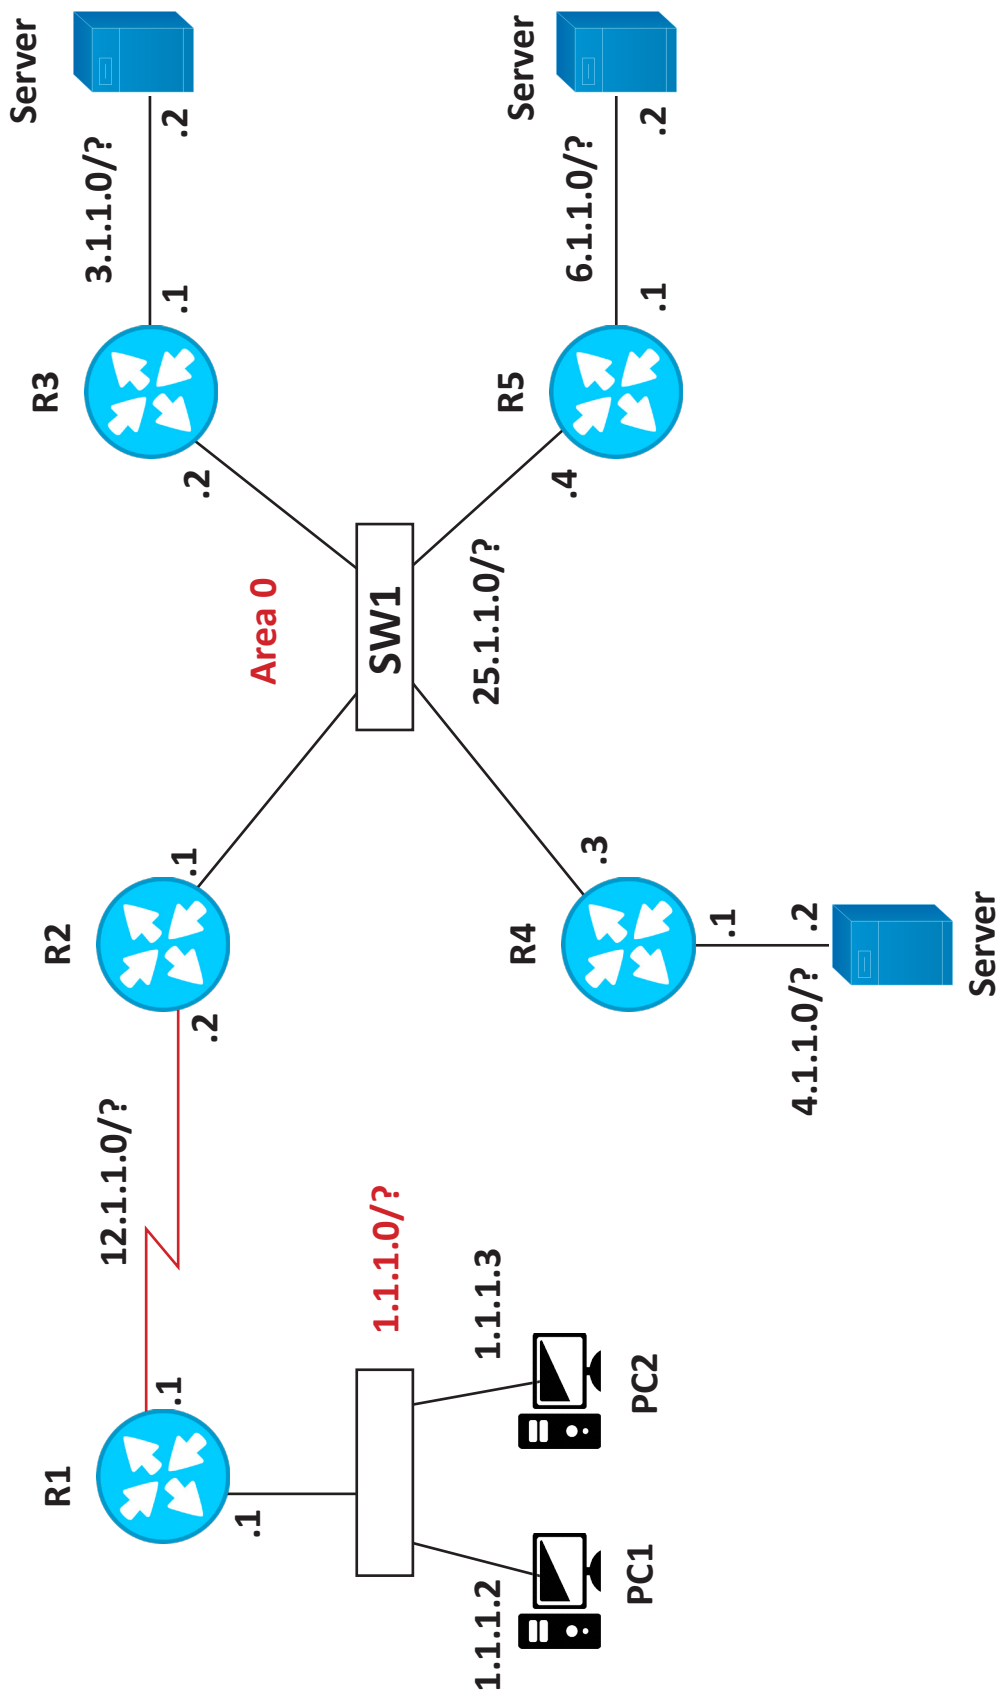 R1
.1
12.1.1.0/?
.2
R2
.1
Area 0
.2
R3
.1
3.1.1.0/?
.2
Server
.1
1.1.1.0/?
1.1.1.2
PC1
1.1.1.3
PC2
SW1
25.1.1.0/?
.3
R4
.1
.2
4.1.1.0/?
Server
.4
R5
.1
6.1.1.0/?
.2
Server